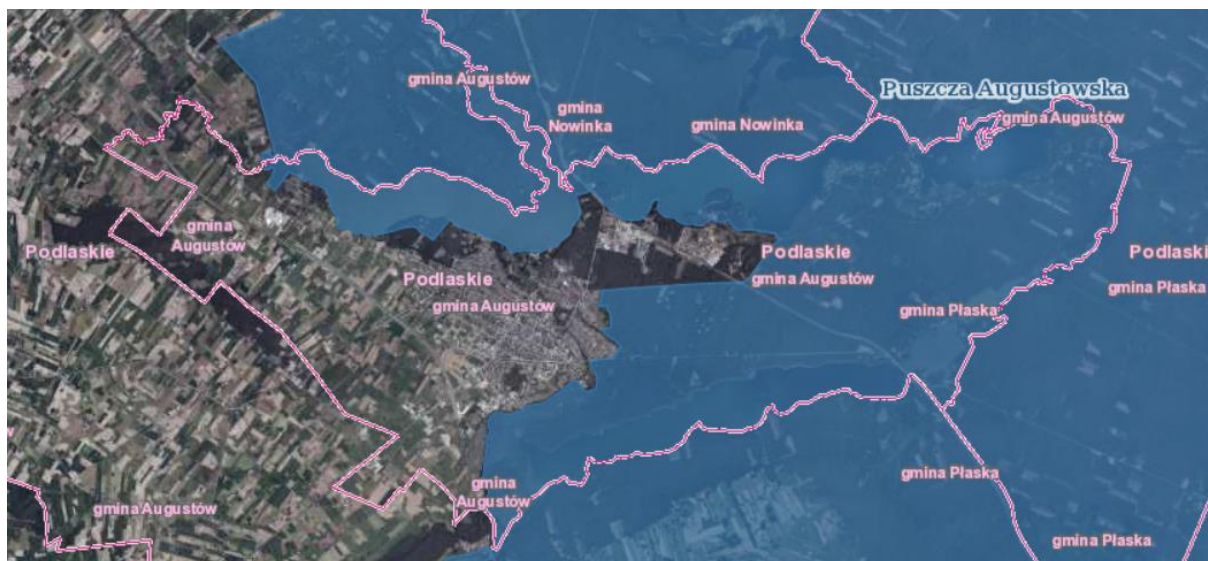 gmina Augustów
Puszcza Augustowska
gmina
Nowinka
gmina Nowinka
gmina Augustów
gmina
Augustów
Podlaskie
Podlaskie
Podlaski
Podlaskie
gmina Augustów
gmina Augustów
gmina Płaska
gmina Płaska
gmina Płaska
gmina
Augustów
gmina Augustów
gmina Płaska